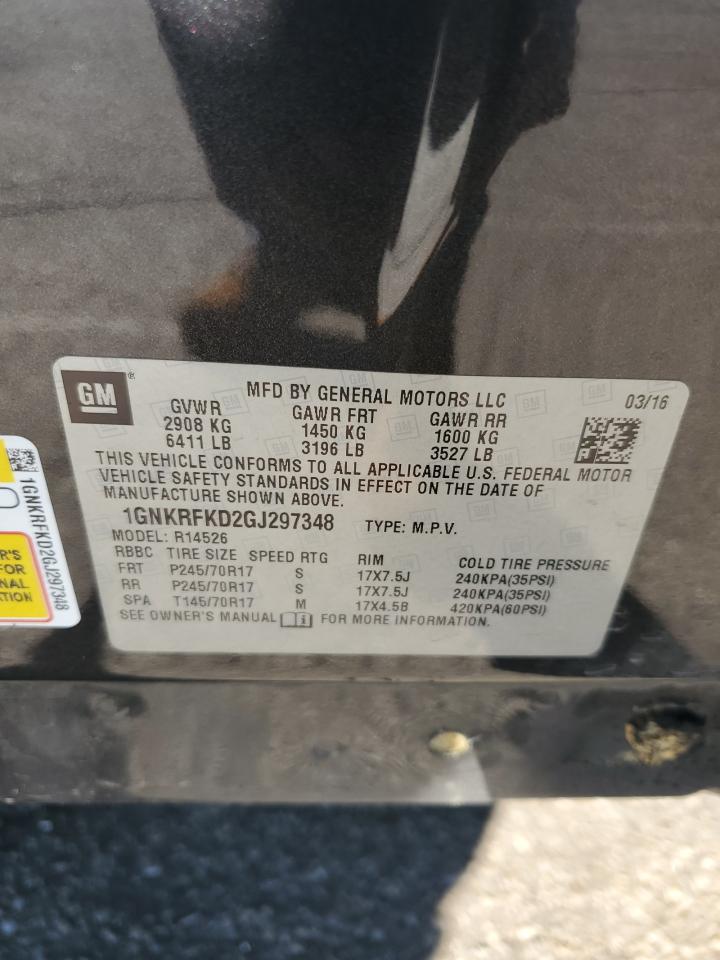 GM
®
MFD BY GENERAL MOTORS LLC
03/16
GVWR GAWR FRT GAWR RR
2908 KG 1450 KG 1600 KG
6411 LB 3196 LB 3527 LB
THIS VEHICLE CONFORMS TO ALL APPLICABLE U.S. FEDERAL MOTOR
VEHICLE SAFETY STANDARDS IN EFFECT ON THE DATE OF
MANUFACTURE SHOWN ABOVE.
1GNKRFKD2GJ297348 TYPE: M.P.V.
MODEL: R14526
RBBC TIRE SIZE SPEED RTG RIM COLD TIRE PRESSURE
FRT P245/70R17 S 17X7.5J 240KPA(35PSI)
RR P245/70R17 S 17X7.5J 240KPA(35PSI)
SPA T145/70R17 M 17X4.5B 420KPA(60PSI)
SEE OWNER'S MANUAL i FOR MORE INFORMATION.
1GNKRFKD2GJ297348
R'S
FOR
NAL
TION